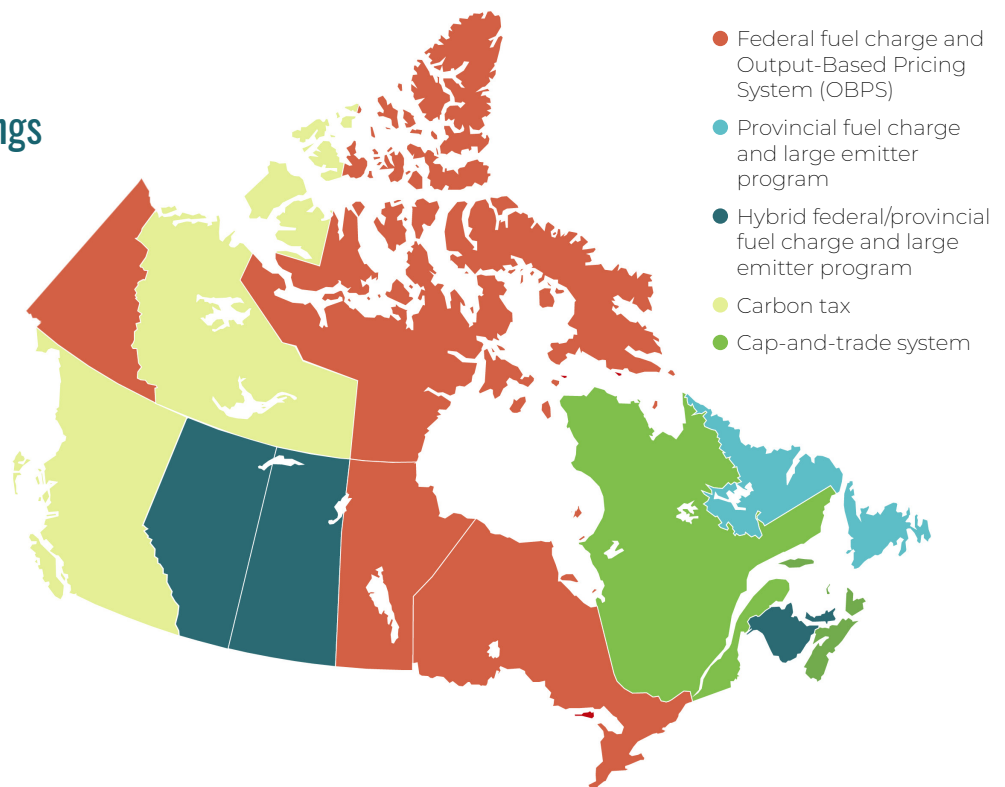 ngs
Federal fuel charge and
Output-Based Pricing
System (OBPS)
Provincial fuel charge
and large emitter
program
Hybrid federal/provincial
fuel charge and large
emitter program
Carbon tax
Cap-and-trade system